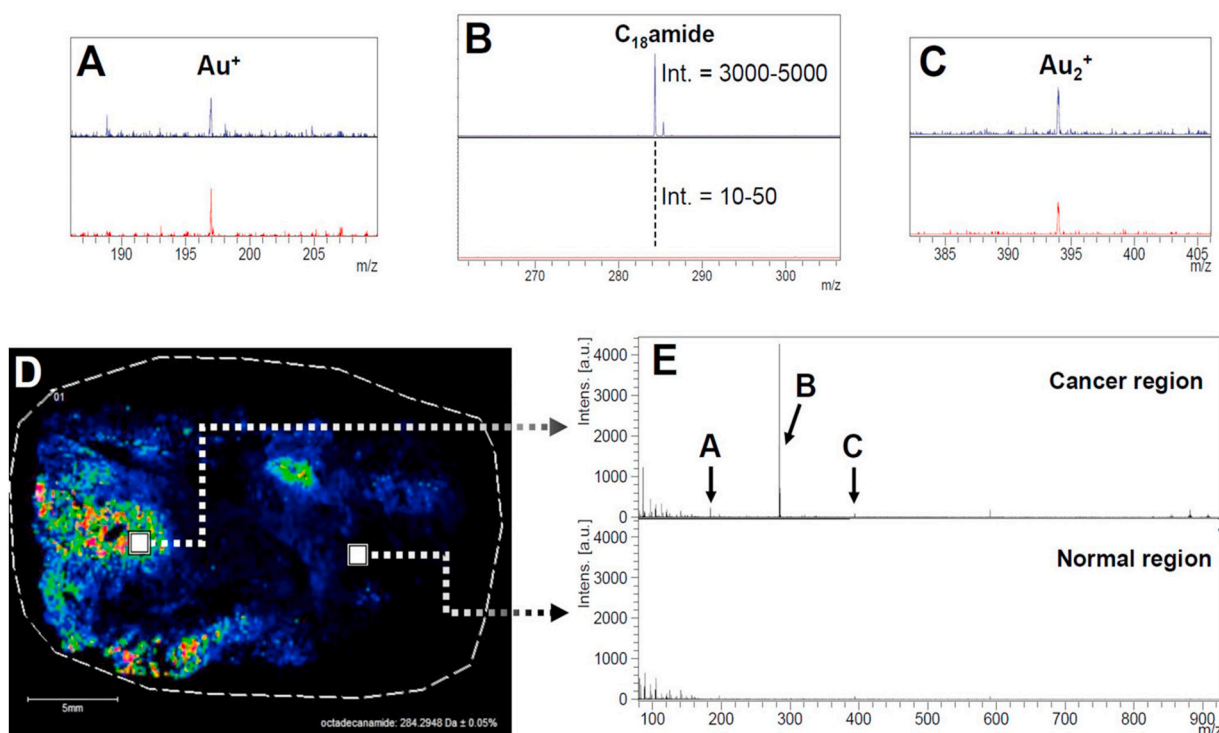 A
Au⁺
190 195 200 205
m/z
B
C₁₈amide
Int. = 3000-5000
Int. = 10-50
270 280 290 300
m/z
C
Au₂⁺
385 390 395 400 405
m/z
D
01
5mm
octadecanamide: 284.2948 Da ± 0.05%
E
Intens. [a.u.]
4000
3000
2000
1000
0
Cancer region
A
B
C
Intens. [a.u.]
4000
3000
2000
1000
0
Normal region
100 200 300 400 500 600 700 800 900
m/z